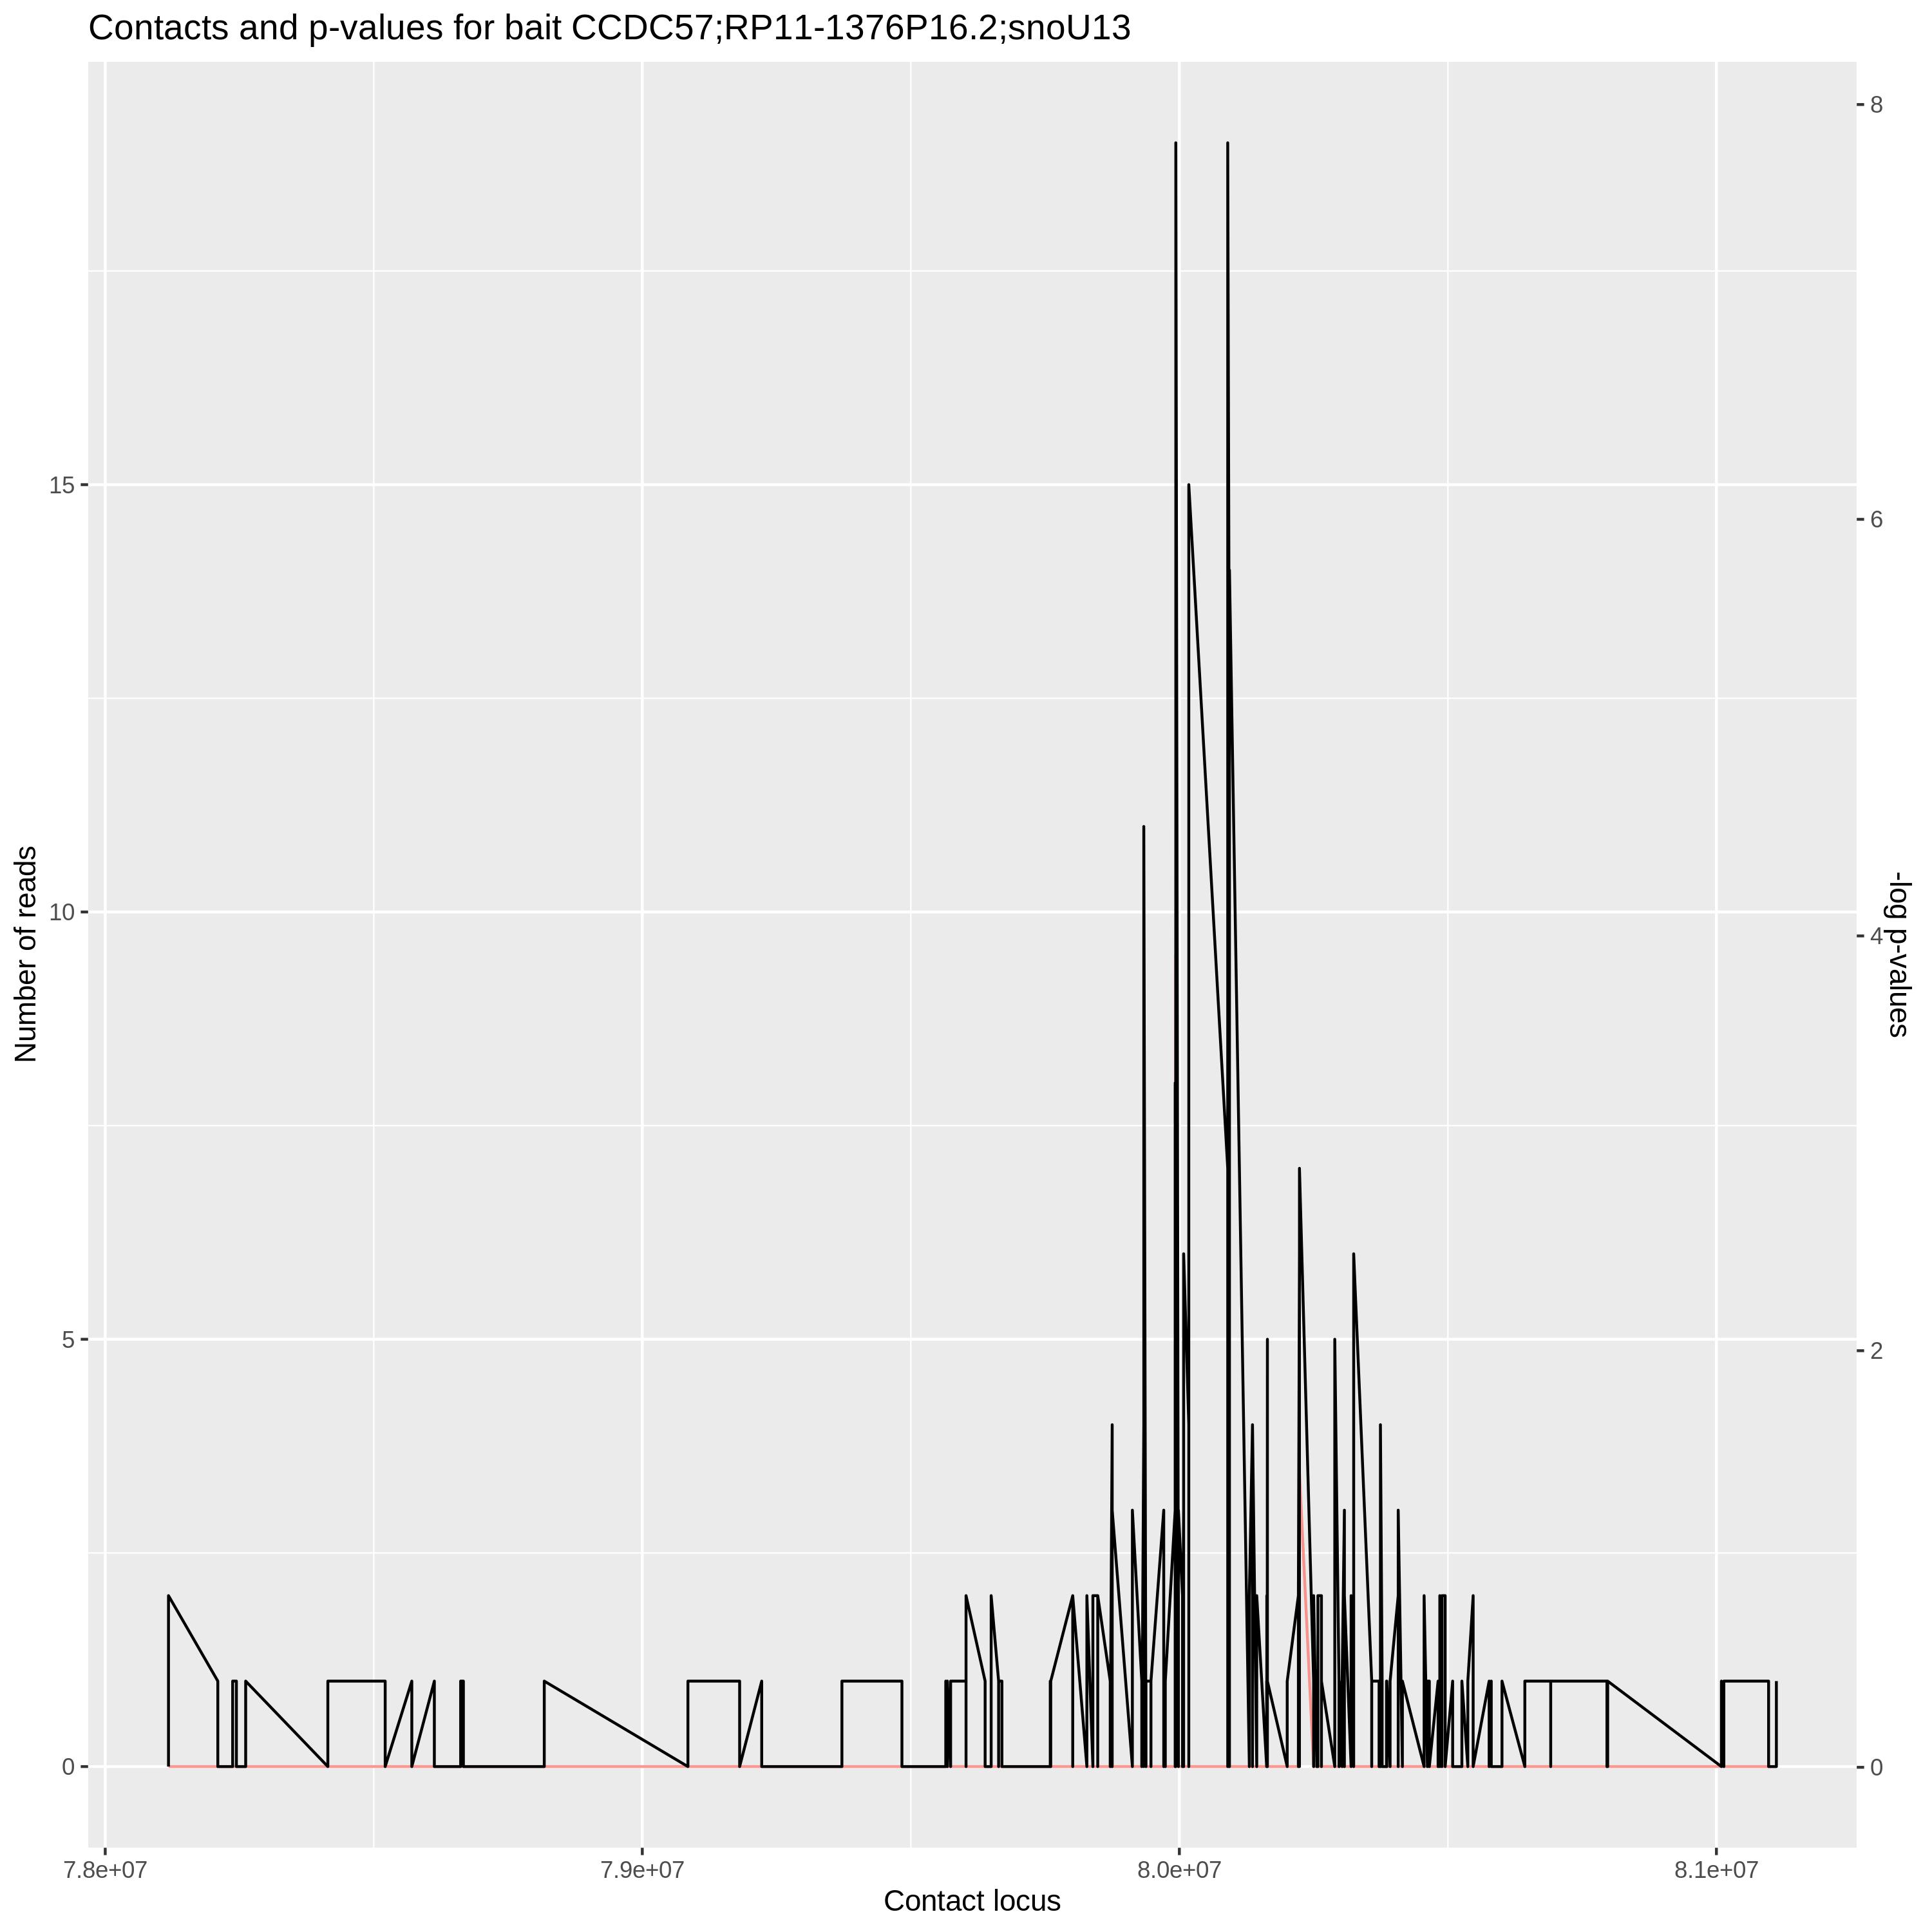 Contacts and p-values for bait CCDC57;RP11-1376P16.2;snoU13
8
15
6
Number of reads
10
4
-log p-values
5
2
0
0
7.8e+07
7.9e+07
8.0e+07
8.1e+07
Contact locus